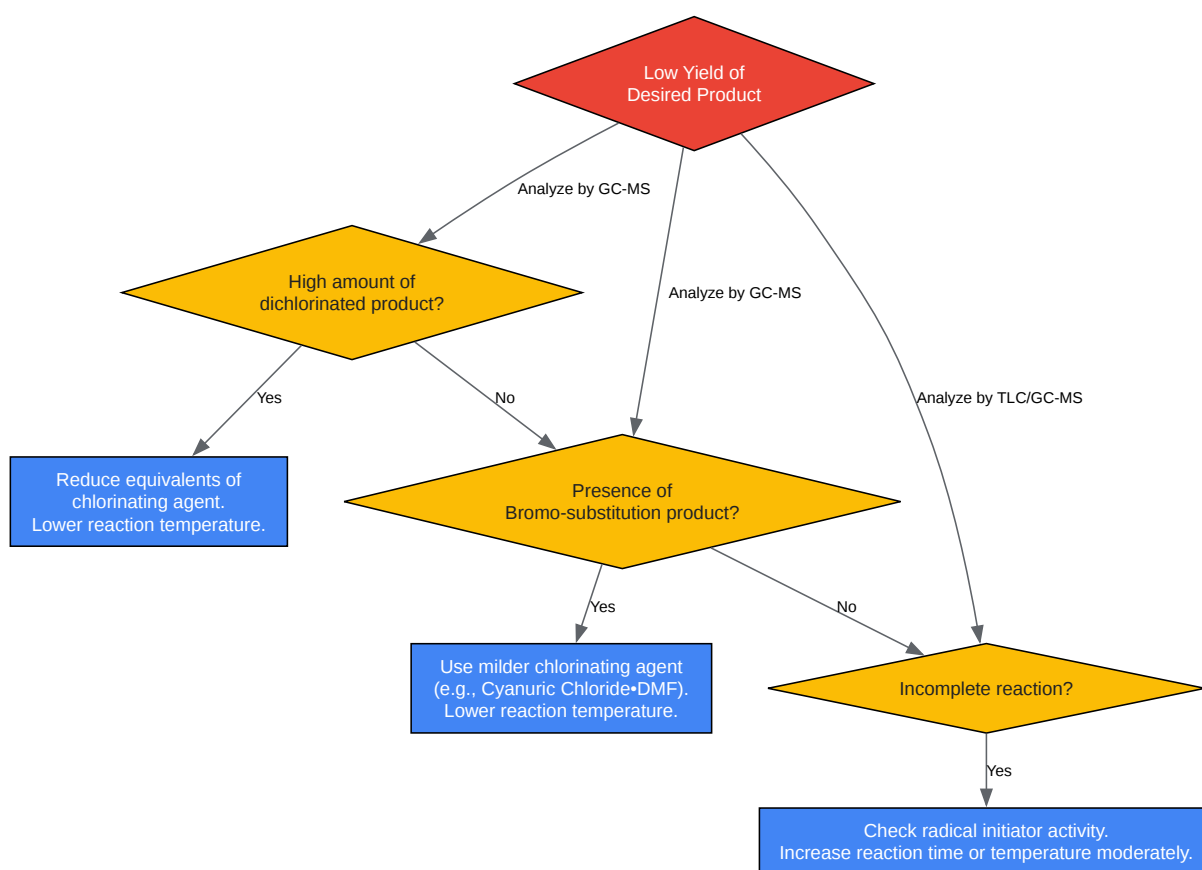 Low Yield of
Desired Product
Analyze by GC-MS
Analyze by GC-MS
Analyze by TLC/GC-MS
High amount of
dichlorinated product?
Yes
No
Reduce equivalents of
chlorinating agent.
Lower reaction temperature.
Presence of
Bromo-substitution product?
Yes
No
Use milder chlorinating agent
(e.g., Cyanuric Chloride•DMF).
Lower reaction temperature.
Incomplete reaction?
Yes
Check radical initiator activity.
Increase reaction time or temperature moderately.